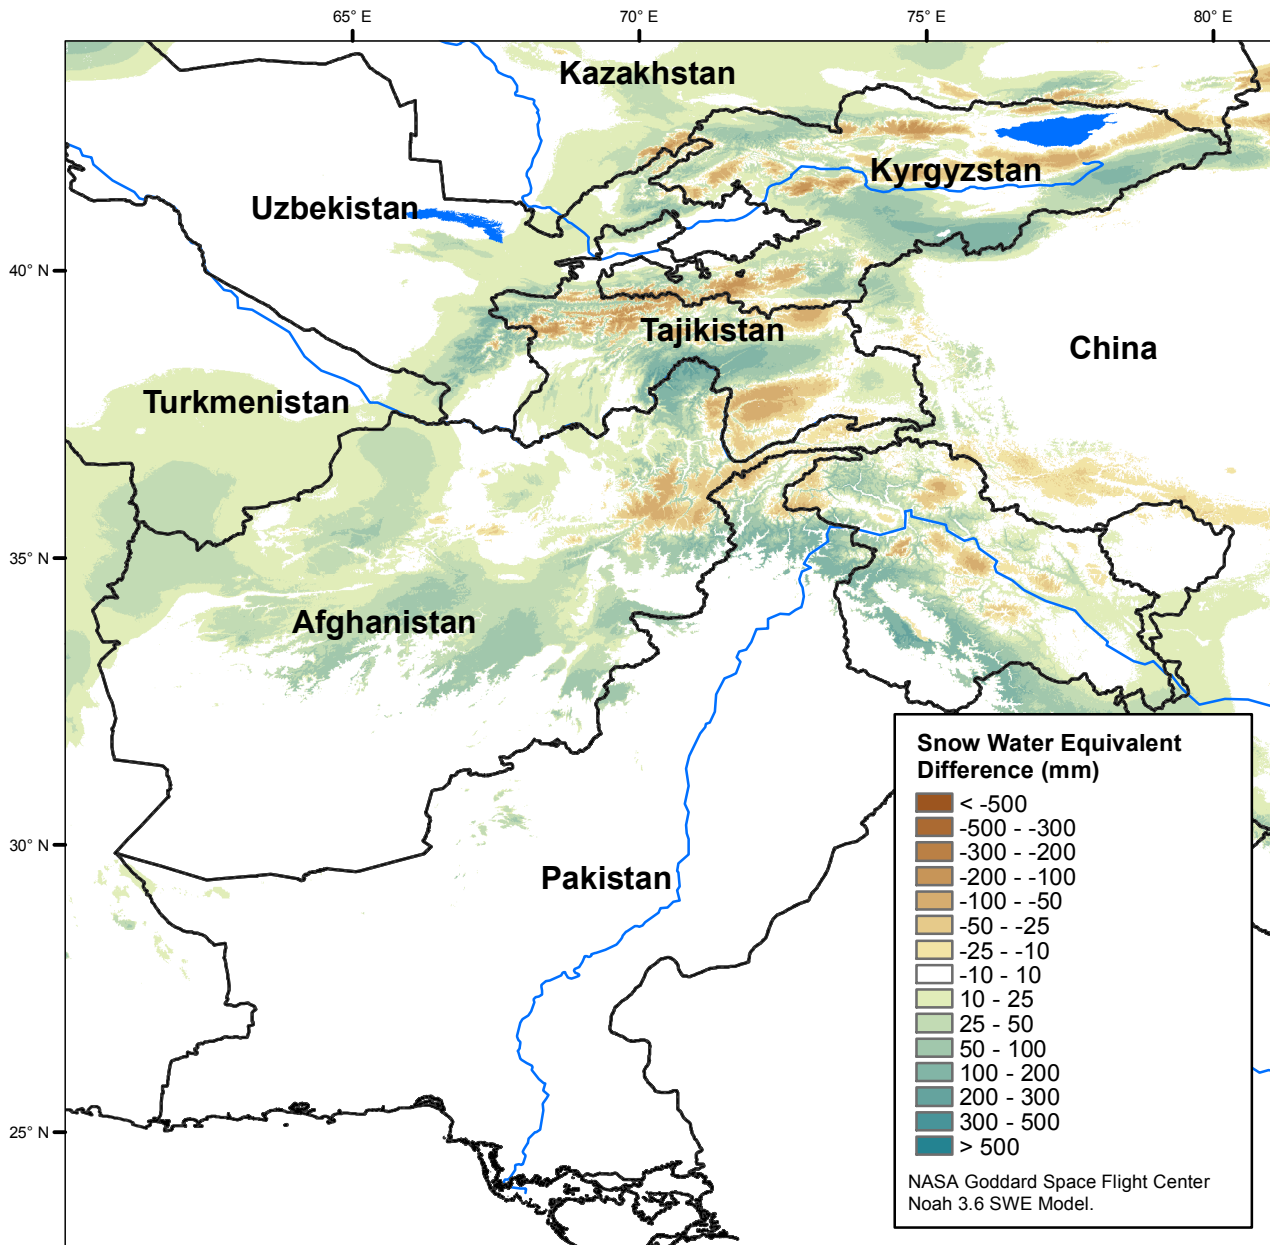 65° E
70° E
75° E
80° E
Kazakhstan
Kyrgyzstan
Uzbekistan
40° N
Tajikistan
China
Turkmenistan
35° N
Afghanistan
Snow Water Equivalent
Difference (mm)
< -500
-500 - -300
-300 - -200
-200 - -100
-100 - -50
-50 - -25
-25 - -10
-10 - 10
10 - 25
25 - 50
50 - 100
100 - 200
200 - 300
300 - 500
> 500
NASA Goddard Space Flight Center
Noah 3.6 SWE Model.
30° N
Pakistan
25° N